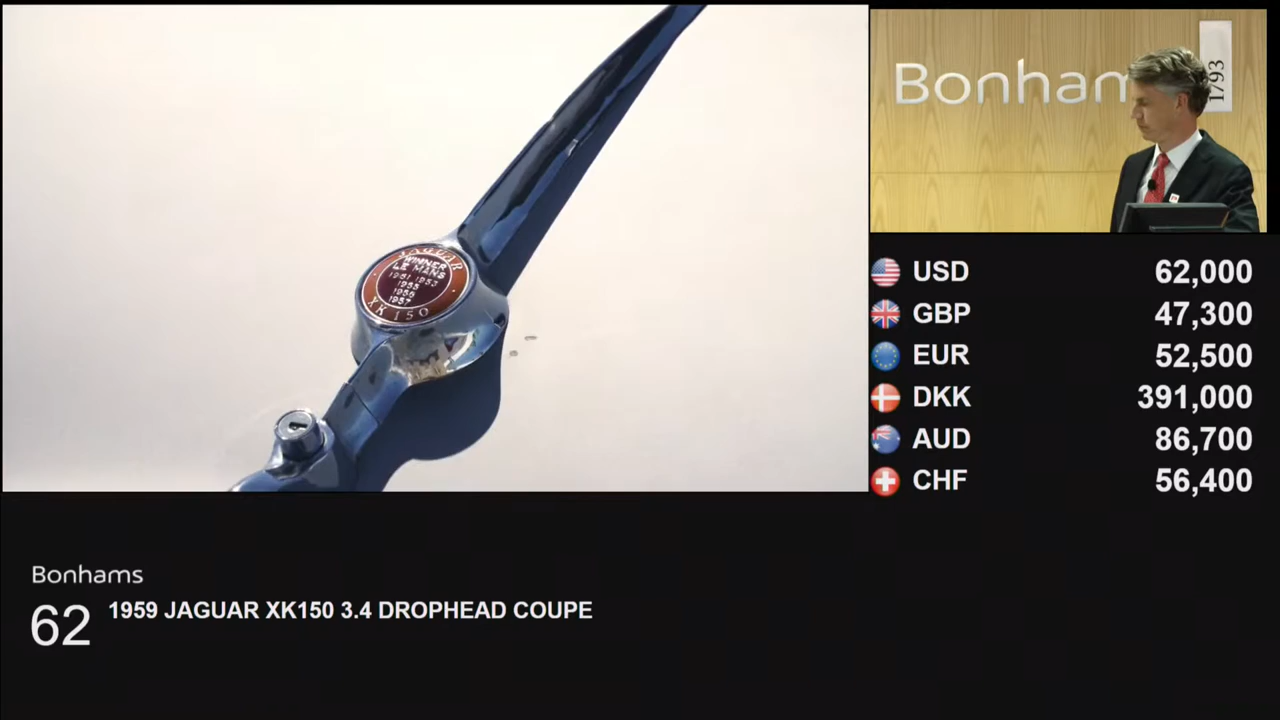 JAGUAR
WINNER
LE MANS
1951 1953
1955
1956
1957
XK150
Bonham
1793
USD 62,000
GBP 47,300
EUR 52,500
DKK 391,000
AUD 86,700
CHF 56,400
Bonhams
62 1959 JAGUAR XK150 3.4 DROPHEAD COUPE